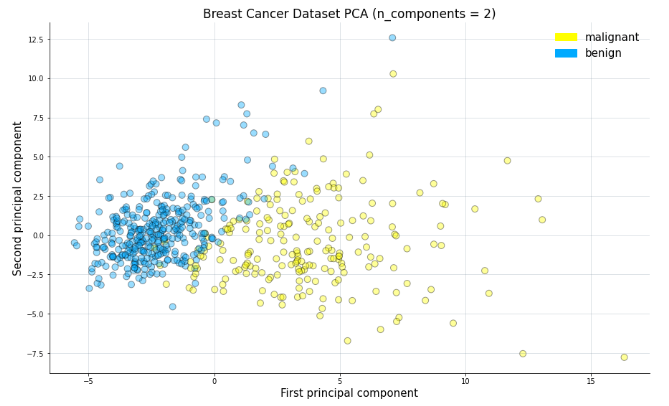 Breast Cancer Dataset PCA (n_components = 2)
malignant
benign
12.5
10.0
7.5
5.0
2.5
0.0
−2.5
−5.0
−7.5
Second principal component
−5
0
5
10
15
First principal component